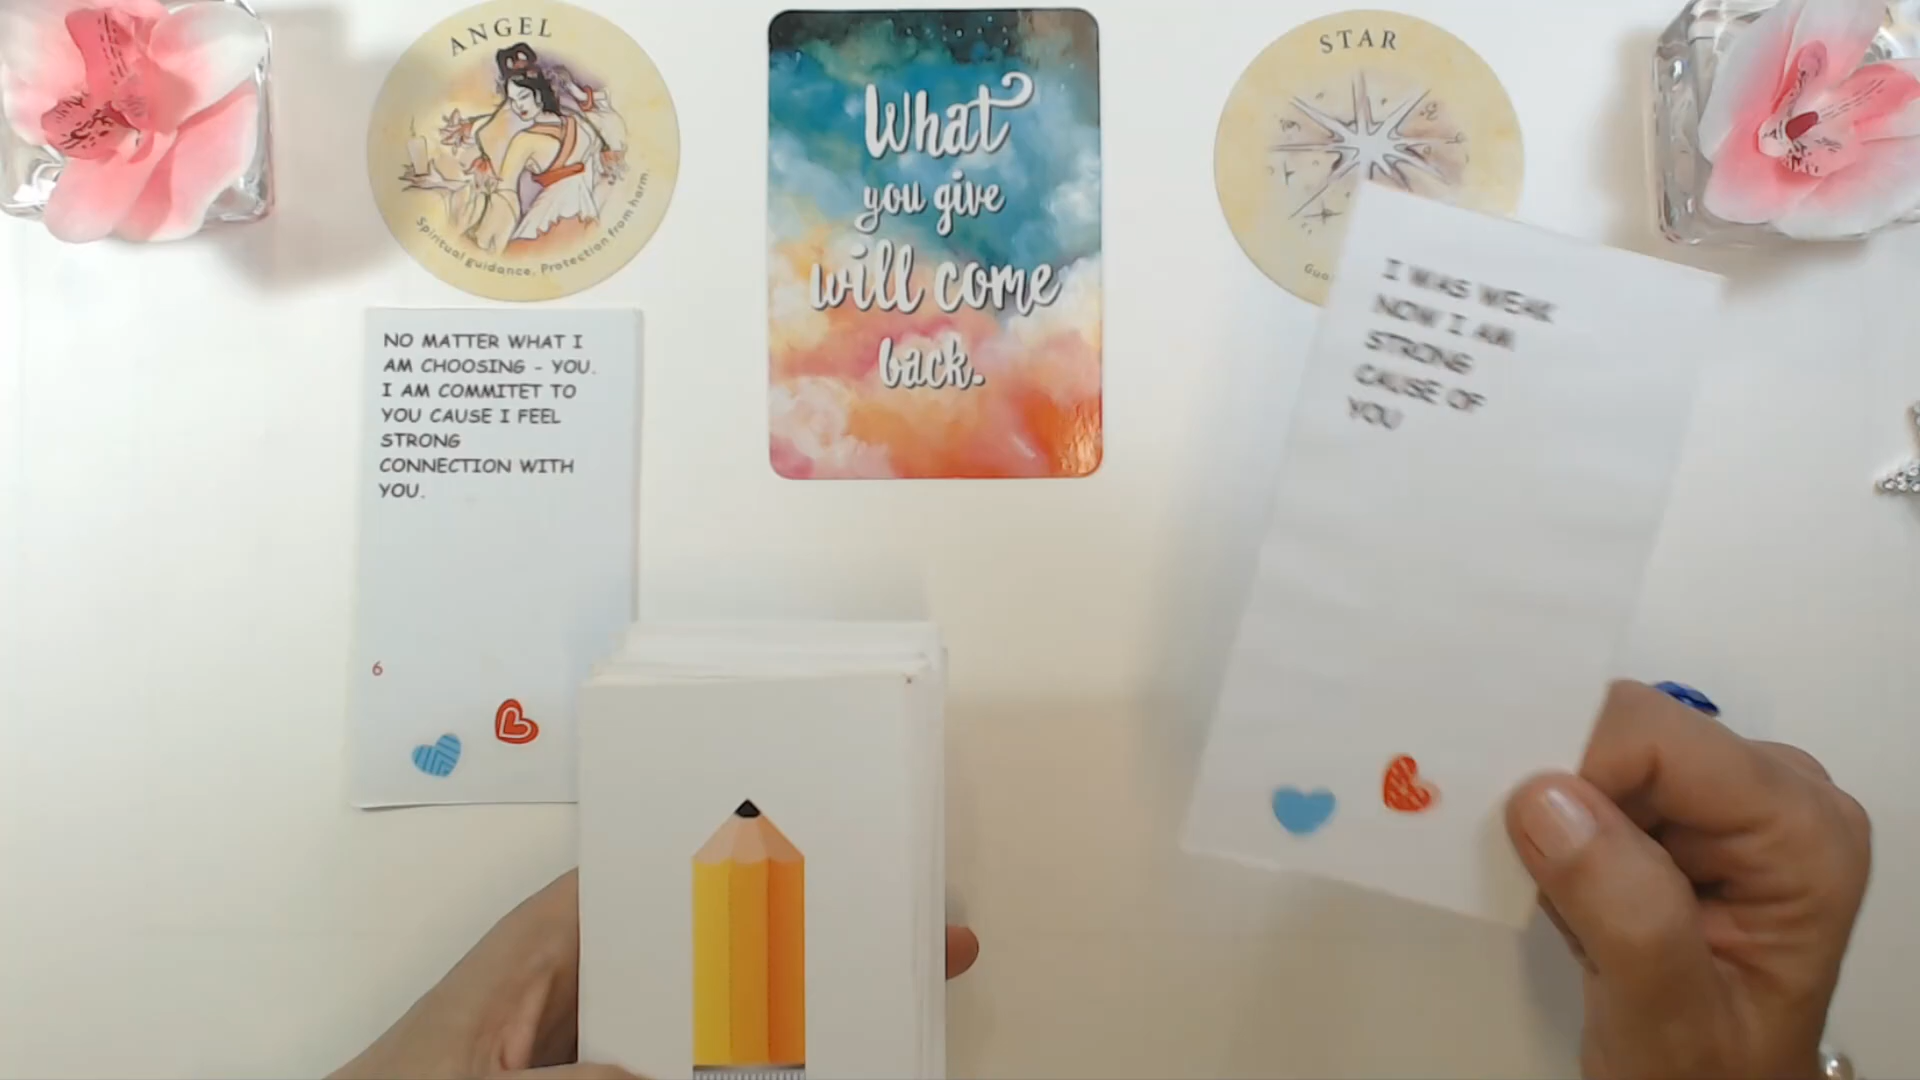 ANGEL
Spiritual guidance. Protection from harm.
What
you give
will come
back.
STAR
NO MATTER WHAT I
AM CHOOSING - YOU.
I AM COMMITET TO
YOU CAUSE I FEEL
STRONG
CONNECTION WITH
YOU.
6
I WAS WEAK
NOW I AM
STRONG
CAUSE OF
YOU